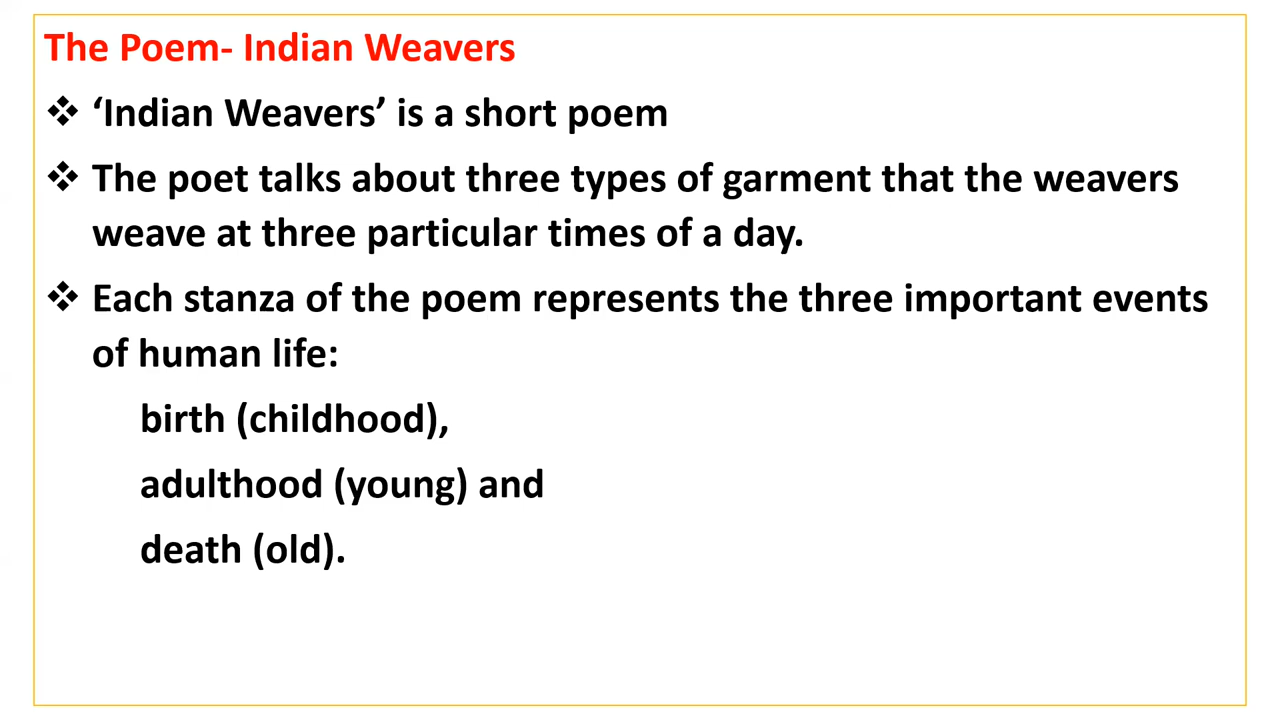 The Poem- Indian Weavers
❖ ‘Indian Weavers’ is a short poem
❖ The poet talks about three types of garment that the weavers
weave at three particular times of a day.
❖ Each stanza of the poem represents the three important events
of human life:
birth (childhood),
adulthood (young) and
death (old).